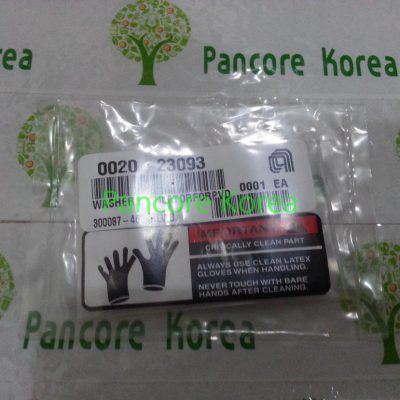 orea
Pancore Korea
0020-23093
WASHER
0001 EA
Pancore Korea
300087-
IMPORTANT
CRITICALLY CLEAN PART
ALWAYS USE CLEAN LATEX
GLOVES WHEN HANDLING.
NEVER TOUCH WITH BARE
HANDS AFTER CLEANING.
Pancore Korea